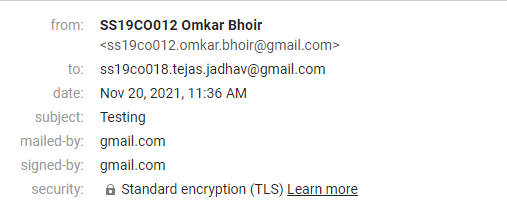 from: SS19CO012 Omkar Bhoir
<ss19co012.omkar.bhoir@gmail.com>
to: ss19co018.tejas.jadhav@gmail.com
date: Nov 20, 2021, 11:36 AM
subject: Testing
mailed-by: gmail.com
signed-by: gmail.com
security: Standard encryption (TLS) Learn more